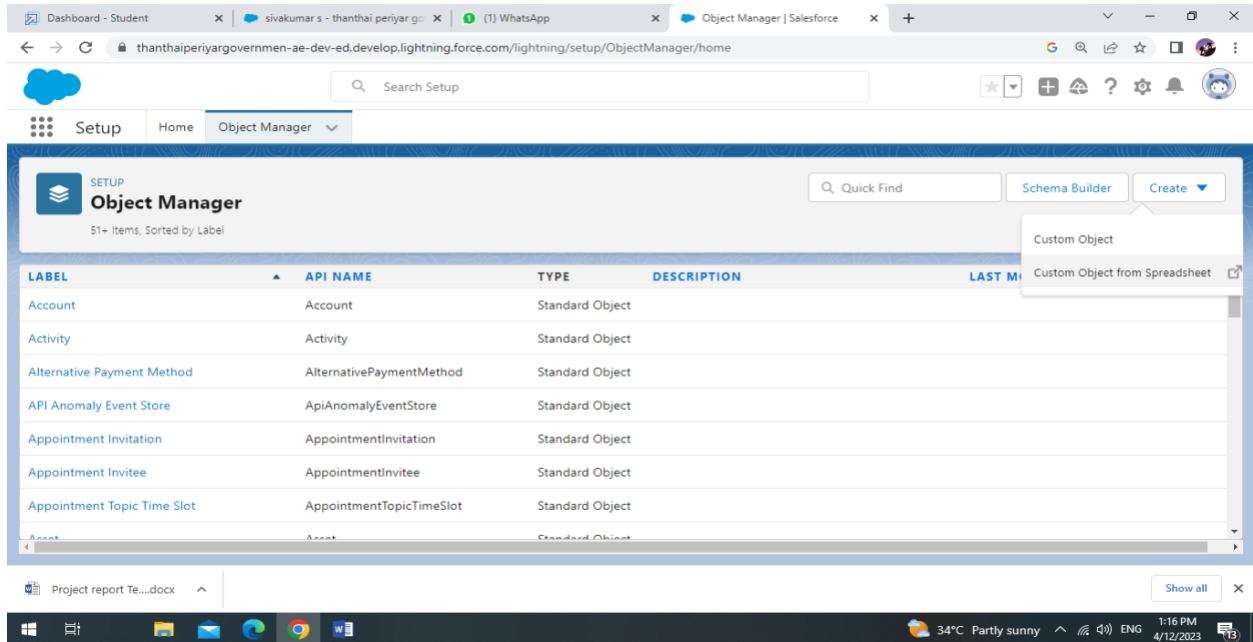 Dashboard - Student
sivakumar s - thanthai periyar go
(1) WhatsApp
Object Manager | Salesforce
thanthaiperiyargovernmen-ae-dev-ed.develop.lightning.force.com/lightning/setup/ObjectManager/home
Search Setup
Setup
Home
Object Manager
SETUP
Object Manager
51+ Items, Sorted by Label
Quick Find
Schema Builder
Create
Custom Object
Custom Object from Spreadsheet
LABEL API NAME TYPE DESCRIPTION LAST M
Account Account Standard Object
Activity Activity Standard Object
Alternative Payment Method AlternativePaymentMethod Standard Object
API Anomaly Event Store ApiAnomalyEventStore Standard Object
Appointment Invitation AppointmentInvitation Standard Object
Appointment Invitee AppointmentInvitee Standard Object
Appointment Topic Time Slot AppointmentTopicTimeSlot Standard Object
Asset Asset Standard Object
Project report Te....docx
Show all
34°C Partly sunny
ENG
1:16 PM
4/12/2023
13